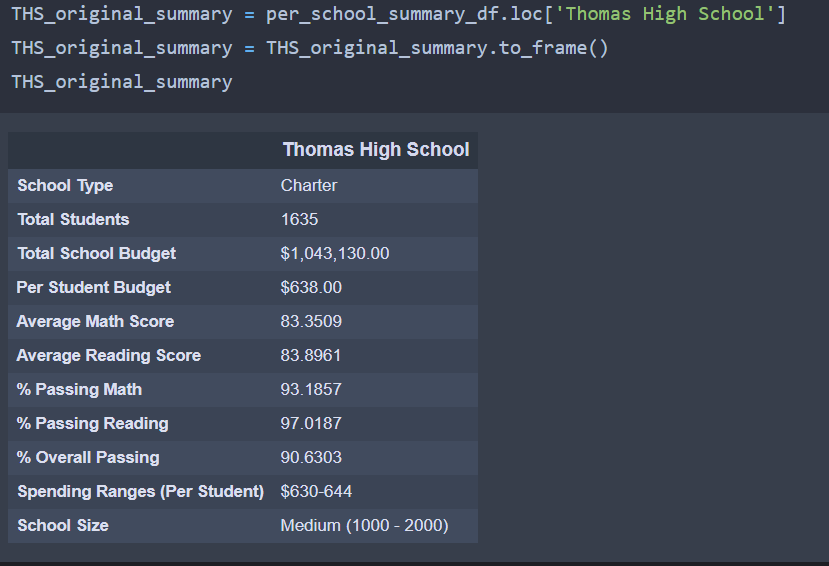 THS_original_summary = per_school_summary_df.loc['Thomas High School']
THS_original_summary = THS_original_summary.to_frame()
THS_original_summary
Thomas High School
School Type Charter
Total Students 1635
Total School Budget $1,043,130.00
Per Student Budget $638.00
Average Math Score 83.3509
Average Reading Score 83.8961
% Passing Math 93.1857
% Passing Reading 97.0187
% Overall Passing 90.6303
Spending Ranges (Per Student) $630-644
School Size Medium (1000 - 2000)